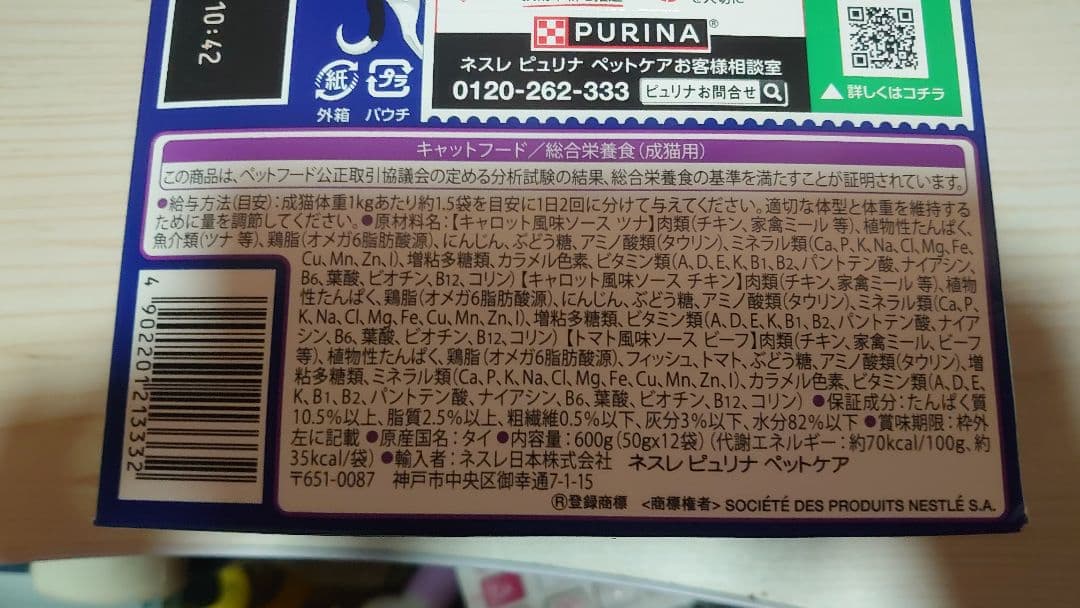 10:42
PURINA®
ネスレ ピュリナ ペットケアお客様相談室
0120-262-333 ピュリナお問合せ
▲詳しくはコチラ
紙 プラ
外箱 パウチ
キャットフード/総合栄養食(成猫用)
この商品は、ペットフード公正取引協議会の定める分析試験の結果、総合栄養食の基準を満たすことが証明されています。
●給与方法(目安):成猫体重1kgあたり約1.5袋を目安に1日2回に分けて与えてください。適切な体型と体重を維持する
ために量を調節してください。●原材料名:【キャロット風味ソース ツナ】肉類(チキン、家禽ミール 等)、植物性たんぱく、
魚介類(ツナ 等)、鶏脂(オメガ6脂肪酸源)、にんじん、ぶどう糖、アミノ酸類(タウリン)、ミネラル類(Ca, P, K, Na, Cl, Mg, Fe,
Cu, Mn, Zn, I)、増粘多糖類、カラメル色素、ビタミン類(A, D, E, K, B1, B2, パントテン酸、ナイアシン、
B6、葉酸、ビオチン、B12、コリン)【キャロット風味ソース チキン】肉類(チキン、家禽ミール 等)、植物
性たんぱく、鶏脂(オメガ6脂肪酸源)、にんじん、ぶどう糖、アミノ酸類(タウリン)、ミネラル類(Ca、P、
K、Na、Cl、Mg、Fe、Cu、Mn、Zn、I)、増粘多糖類、ビタミン類(A、D、E、K、B1、B2、パントテン酸、ナイア
シン、B6、葉酸、ビオチン、B12、コリン)【トマト風味ソース ビーフ】肉類(チキン、家禽ミール、ビーフ
等)、植物性たんぱく、鶏脂(オメガ6脂肪酸源)、フィッシュ、トマト、ぶどう糖、アミノ酸類(タウリン)、増
粘多糖類、ミネラル類(Ca、P、K、Na、Cl、Mg、Fe、Cu、Mn、Zn、I)、カラメル色素、ビタミン類(A、D、E、
K、B1、B2、パントテン酸、ナイアシン、B6、葉酸、ビオチン、B12、コリン) ●保証成分:たんぱく質
10.5%以上、脂質2.5%以上、粗繊維0.5%以下、灰分3%以下、水分82%以下 ●賞味期限:枠外
左に記載 ●原産国名:タイ ●内容量:600g(50gx12袋)(代謝エネルギー:約70kcal/100g、約
35kcal/袋) ●輸入者:ネスレ日本株式会社 ネスレ ピュリナ ペットケア
〒651-0087 神戸市中央区御幸通7-1-15
®登録商標 <商標権者> SOCIÉTÉ DES PRODUITS NESTLÉ S.A.
4 902201 213332